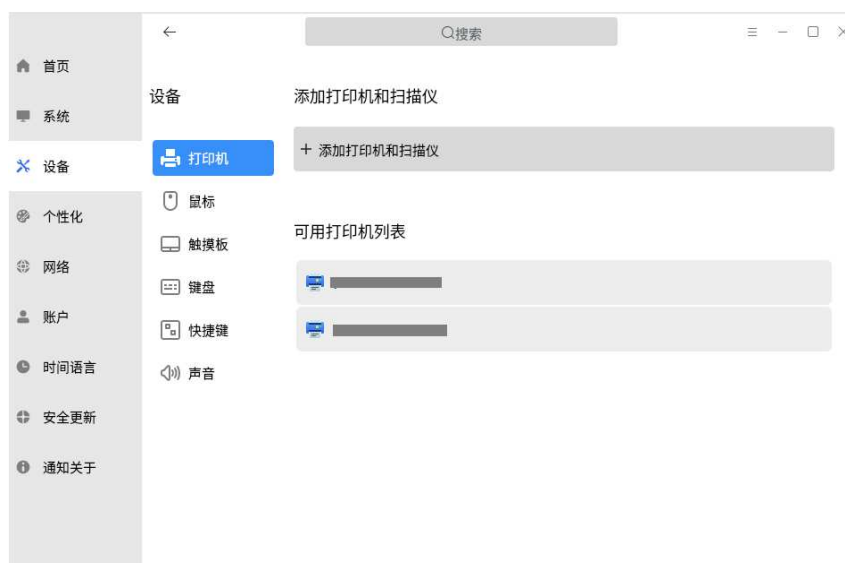 搜索
首页
系统
设备
个性化
网络
账户
时间语言
安全更新
通知关于
设备
打印机
鼠标
触摸板
键盘
快捷键
声音
添加打印机和扫描仪
+ 添加打印机和扫描仪
可用打印机列表